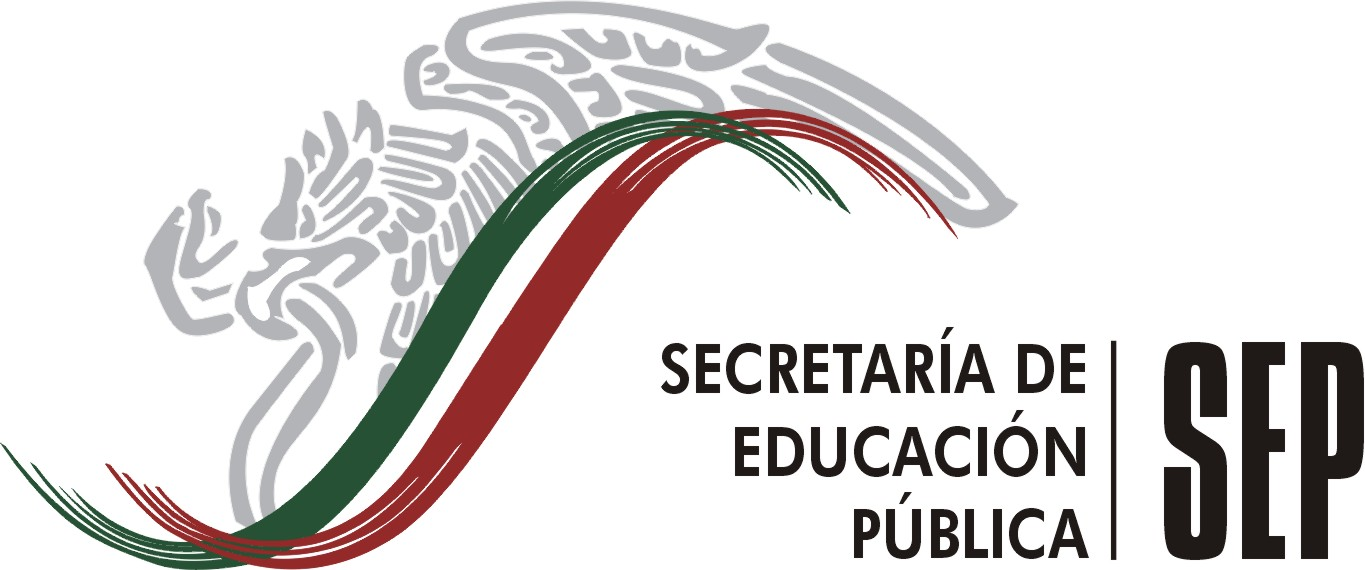 SECRETARÍA DE
EDUCACIÓN
PÚBLICA
SEP